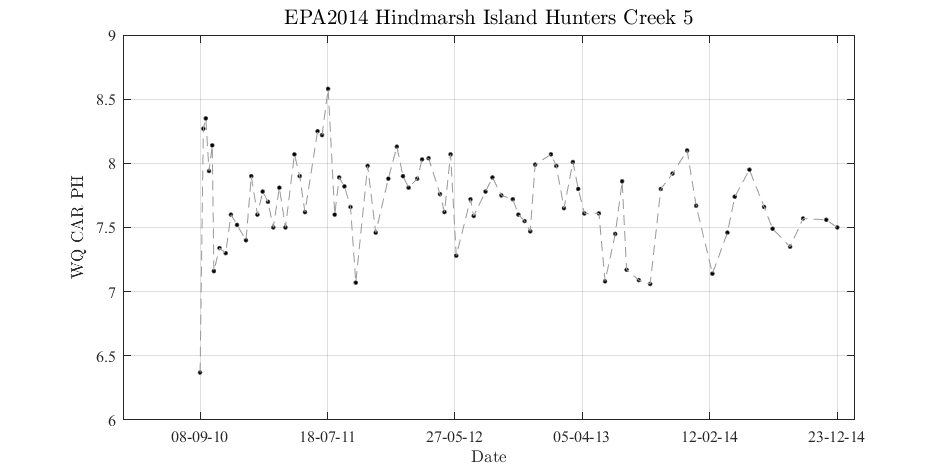 EPA2014 Hindmarsh Island Hunters Creek 5
9
8.5
8
7.5
7
6.5
6
WQ CAR PH
08-09-10 18-07-11 27-05-12 05-04-13 12-02-14 23-12-14
Date